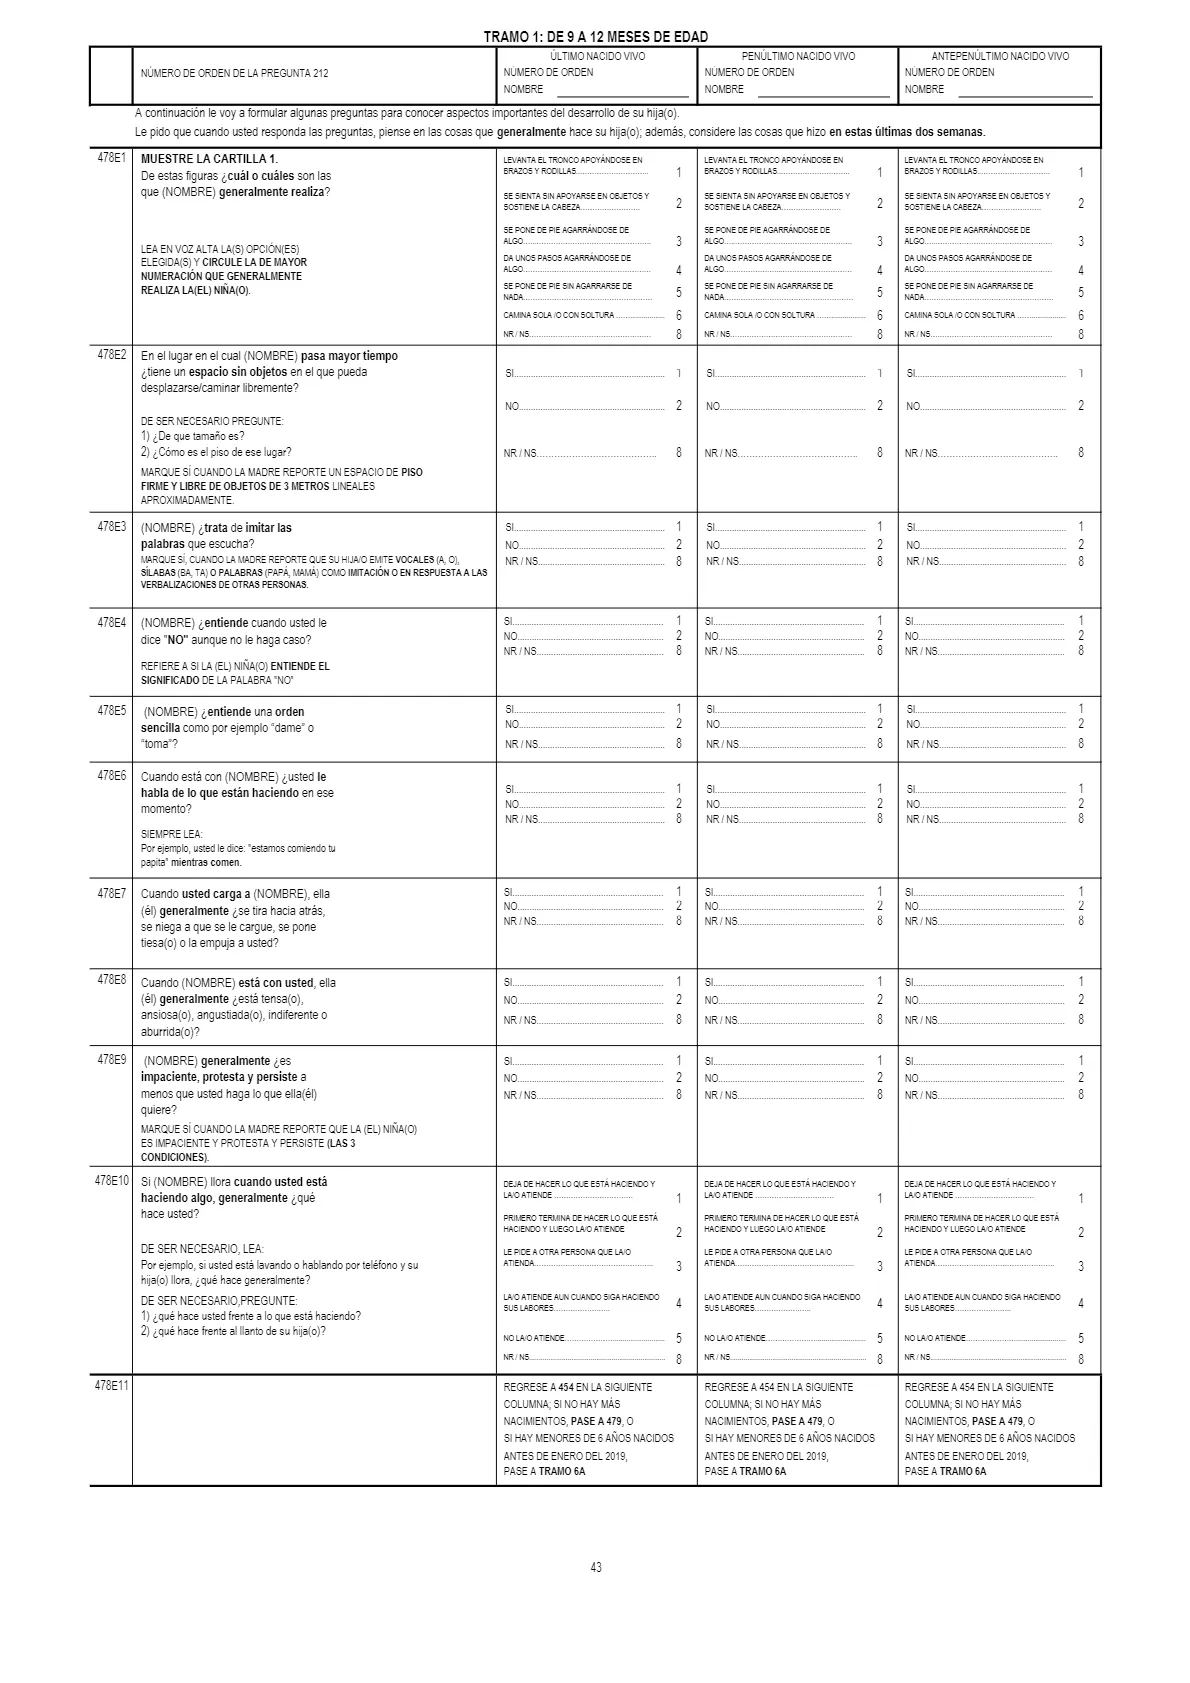 TRAMO 1: DE 9 A 12 MESES DE EDAD
NÚMERO DE ORDEN DE LA PREGUNTA 212
ÚLTIMO NACIDO VIVO
NÚMERO DE ORDEN
NOMBRE
PENÚLTIMO NACIDO VIVO
NÚMERO DE ORDEN
NOMBRE
ANTEPENÚLTIMO NACIDO VIVO
NÚMERO DE ORDEN
NOMBRE
A continuación le voy a formular algunas preguntas para conocer aspectos importantes del desarrollo de su hija(o).
Le pido que cuando usted responda las preguntas, piense en las cosas que generalmente hace su hija(o); además, considere las cosas que hizo en estas últimas dos semanas.
478E1
MUESTRE LA CARTILLA 1.
De estas figuras ¿cuál o cuáles son las
que (NOMBRE) generalmente realiza?
LEA EN VOZ ALTA LA(S) OPCIÓN(ES)
ELEGIDA(S) Y CIRCULE LA DE MAYOR
NUMERACIÓN QUE GENERALMENTE
REALIZA LA(EL) NIÑA(O).
LEVANTA EL TRONCO APOYÁNDOSE EN
BRAZOS Y RODILLAS................................ 1
SE SIENTA SIN APOYARSE EN OBJETOS Y
SOSTIENE LA CABEZA.......................... 2
SE PONE DE PIE AGARRÁNDOSE DE
ALGO........................................................ 3
DA UNOS PASOS AGARRÁNDOSE DE
ALGO........................................................ 4
SE PONE DE PIE SIN AGARRARSE DE
NADA........................................................ 5
CAMINA SOLA /O CON SOLTURA ..................... 6
NR / NS..................................................... 8
LEVANTA EL TRONCO APOYÁNDOSE EN
BRAZOS Y RODILLAS................................ 1
SE SIENTA SIN APOYARSE EN OBJETOS Y
SOSTIENE LA CABEZA.......................... 2
SE PONE DE PIE AGARRÁNDOSE DE
ALGO........................................................ 3
DA UNOS PASOS AGARRÁNDOSE DE
ALGO........................................................ 4
SE PONE DE PIE SIN AGARRARSE DE
NADA........................................................ 5
CAMINA SOLA /O CON SOLTURA ..................... 6
NR / NS..................................................... 8
LEVANTA EL TRONCO APOYÁNDOSE EN
BRAZOS Y RODILLAS................................ 1
SE SIENTA SIN APOYARSE EN OBJETOS Y
SOSTIENE LA CABEZA.......................... 2
SE PONE DE PIE AGARRÁNDOSE DE
ALGO........................................................ 3
DA UNOS PASOS AGARRÁNDOSE DE
ALGO........................................................ 4
SE PONE DE PIE SIN AGARRARSE DE
NADA........................................................ 5
CAMINA SOLA /O CON SOLTURA ..................... 6
NR / NS..................................................... 8
478E2
En el lugar en el cual (NOMBRE) pasa mayor tiempo
¿tiene un espacio sin objetos en el que pueda
desplazarse/caminar libremente?
DE SER NECESARIO PREGUNTE:
1) ¿De que tamaño es?
2) ¿Cómo es el piso de ese lugar?
MARQUE SÍ CUANDO LA MADRE REPORTE UN ESPACIO DE PISO
FIRME Y LIBRE DE OBJETOS DE 3 METROS LINEALES
APROXIMADAMENTE.
SI............................................................ 1
NO.......................................................... 2
NR / NS........................................ 8
SI............................................................ 1
NO.......................................................... 2
NR / NS........................................ 8
SI............................................................ 1
NO.......................................................... 2
NR / NS........................................ 8
478E3
(NOMBRE) ¿trata de imitar las
palabras que escucha?
MARQUE SÍ, CUANDO LA MADRE REPORTE QUE SU HIJA/O EMITE VOCALES (A, O),
SÍLABAS (BA, TA) O PALABRAS (PAPÁ, MAMÁ) COMO IMITACIÓN O EN RESPUESTA A LAS
VERBALIZACIONES DE OTRAS PERSONAS.
SI............................................................ 1
NO.......................................................... 2
NR / NS................................................... 8
SI............................................................ 1
NO.......................................................... 2
NR / NS................................................... 8
SI............................................................ 1
NO.......................................................... 2
NR / NS................................................... 8
478E4
(NOMBRE) ¿entiende cuando usted le
dice "NO" aunque no le haga caso?
REFIERE A SI LA (EL) NIÑA(O) ENTIENDE EL
SIGNIFICADO DE LA PALABRA "NO"
SI............................................................ 1
NO.......................................................... 2
NR / NS................................................... 8
SI............................................................ 1
NO.......................................................... 2
NR / NS................................................... 8
SI............................................................ 1
NO.......................................................... 2
NR / NS................................................... 8
478E5
(NOMBRE) ¿entiende una orden
sencilla como por ejemplo “dame” o
“toma”?
SI............................................................ 1
NO.......................................................... 2
NR / NS................................................... 8
SI............................................................ 1
NO.......................................................... 2
NR / NS................................................... 8
SI............................................................ 1
NO.......................................................... 2
NR / NS................................................... 8
478E6
Cuando está con (NOMBRE) ¿usted le
habla de lo que están haciendo en ese
momento?
SIEMPRE LEA:
Por ejemplo, usted le dice: "estamos comiendo tu
papita" mientras comen.
SI............................................................ 1
NO.......................................................... 2
NR / NS................................................... 8
SI............................................................ 1
NO.......................................................... 2
NR / NS................................................... 8
SI............................................................ 1
NO.......................................................... 2
NR / NS................................................... 8
478E7
Cuando usted carga a (NOMBRE), ella
(él) generalmente ¿se tira hacia atrás,
se niega a que se le cargue, se pone
tiesa(o) o la empuja a usted?
SI............................................................ 1
NO.......................................................... 2
NR / NS................................................... 8
SI............................................................ 1
NO.......................................................... 2
NR / NS................................................... 8
SI............................................................ 1
NO.......................................................... 2
NR / NS................................................... 8
478E8
Cuando (NOMBRE) está con usted, ella
(él) generalmente ¿está tensa(o),
ansiosa(o), angustiada(o), indiferente o
aburrida(o)?
SI............................................................ 1
NO.......................................................... 2
NR / NS................................................... 8
SI............................................................ 1
NO.......................................................... 2
NR / NS................................................... 8
SI............................................................ 1
NO.......................................................... 2
NR / NS................................................... 8
478E9
(NOMBRE) generalmente ¿es
impaciente, protesta y persiste a
menos que usted haga lo que ella(él)
quiere?
MARQUE SÍ CUANDO LA MADRE REPORTE QUE LA (EL) NIÑA(O)
ES IMPACIENTE Y PROTESTA Y PERSISTE (LAS 3
CONDICIONES).
SI............................................................ 1
NO.......................................................... 2
NR / NS................................................... 8
SI............................................................ 1
NO.......................................................... 2
NR / NS................................................... 8
SI............................................................ 1
NO.......................................................... 2
NR / NS................................................... 8
478E10
Si (NOMBRE) llora cuando usted está
haciendo algo, generalmente ¿qué
hace usted?
DE SER NECESARIO, LEA:
Por ejemplo, si usted está lavando o hablando por teléfono y su
hija(o) llora, ¿qué hace generalmente?
DE SER NECESARIO,PREGUNTE:
1) ¿qué hace usted frente a lo que está haciendo?
2) ¿qué hace frente al llanto de su hija(o)?
DEJA DE HACER LO QUE ESTÁ HACIENDO Y
LA/O ATIENDE .................................. 1
PRIMERO TERMINA DE HACER LO QUE ESTÁ
HACIENDO Y LUEGO LA/O ATIENDE 2
LE PIDE A OTRA PERSONA QUE LA/O
ATIENDA.................................................... 3
LA/O ATIENDE AUN CUANDO SIGA HACIENDO
SUS LABORES........................ 4
NO LA/O ATIENDE........................................... 5
NR / NS........................................................... 8
DEJA DE HACER LO QUE ESTÁ HACIENDO Y
LA/O ATIENDE .................................. 1
PRIMERO TERMINA DE HACER LO QUE ESTÁ
HACIENDO Y LUEGO LA/O ATIENDE 2
LE PIDE A OTRA PERSONA QUE LA/O
ATIENDA.................................................... 3
LA/O ATIENDE AUN CUANDO SIGA HACIENDO
SUS LABORES........................ 4
NO LA/O ATIENDE........................................... 5
NR / NS........................................................... 8
DEJA DE HACER LO QUE ESTÁ HACIENDO Y
LA/O ATIENDE .................................. 1
PRIMERO TERMINA DE HACER LO QUE ESTÁ
HACIENDO Y LUEGO LA/O ATIENDE 2
LE PIDE A OTRA PERSONA QUE LA/O
ATIENDA.................................................... 3
LA/O ATIENDE AUN CUANDO SIGA HACIENDO
SUS LABORES........................ 4
NO LA/O ATIENDE........................................... 5
NR / NS........................................................... 8
478E11
REGRESE A 454 EN LA SIGUIENTE
COLUMNA; SI NO HAY MÁS
NACIMIENTOS, PASE A 479, O
SI HAY MENORES DE 6 AÑOS NACIDOS
ANTES DE ENERO DEL 2019,
PASE A TRAMO 6A
REGRESE A 454 EN LA SIGUIENTE
COLUMNA; SI NO HAY MÁS
NACIMIENTOS, PASE A 479, O
SI HAY MENORES DE 6 AÑOS NACIDOS
ANTES DE ENERO DEL 2019,
PASE A TRAMO 6A
REGRESE A 454 EN LA SIGUIENTE
COLUMNA; SI NO HAY MÁS
NACIMIENTOS, PASE A 479, O
SI HAY MENORES DE 6 AÑOS NACIDOS
ANTES DE ENERO DEL 2019,
PASE A TRAMO 6A
43